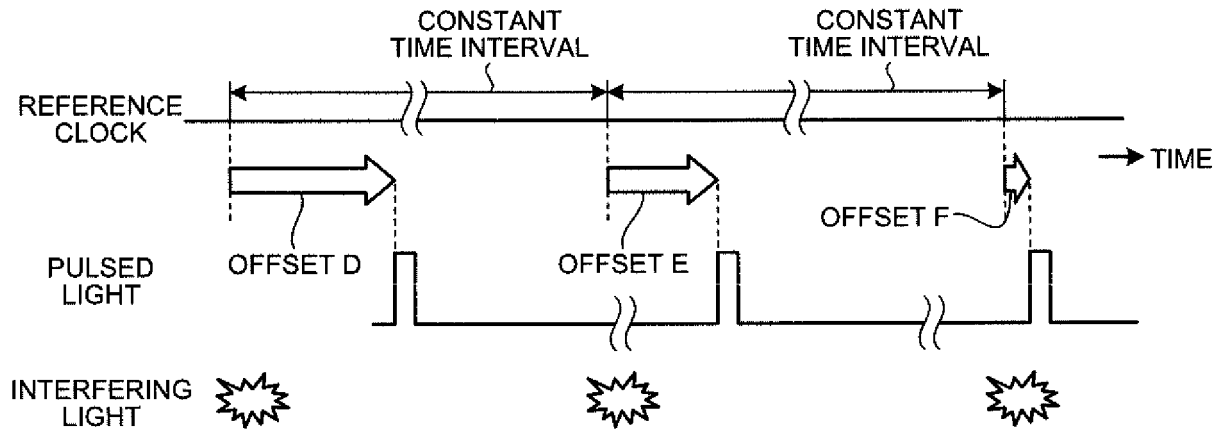 CONSTANT
TIME INTERVAL
CONSTANT
TIME INTERVAL
REFERENCE
CLOCK
TIME
OFFSET D
OFFSET E
OFFSET F
PULSED
LIGHT
INTERFERING
LIGHT